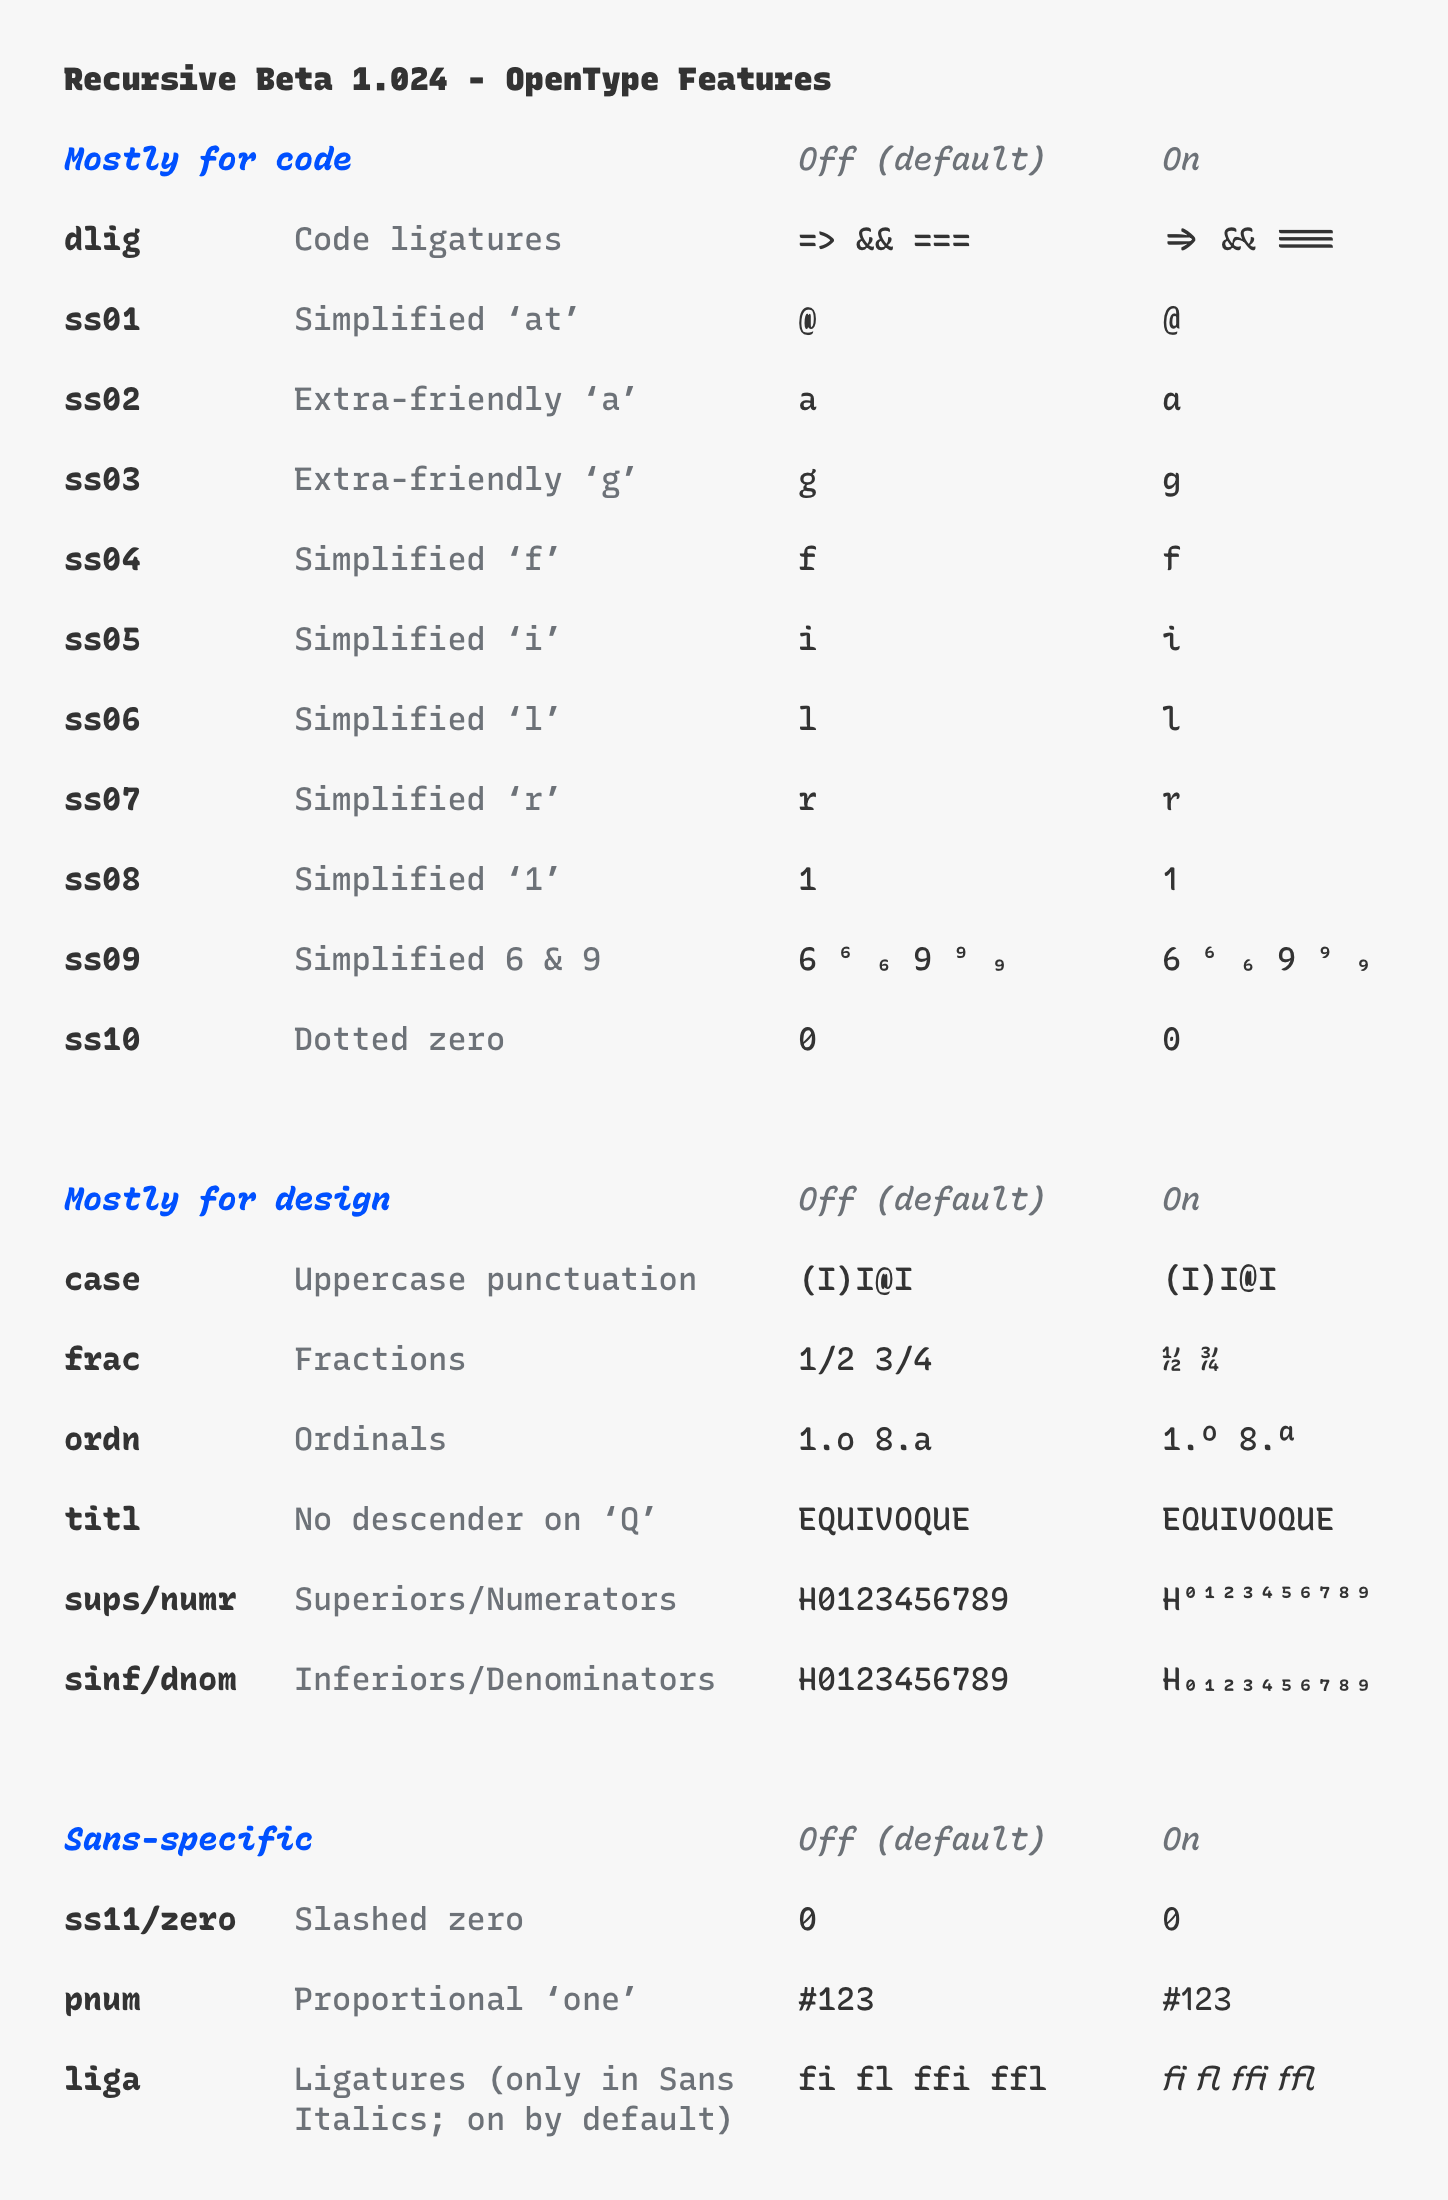 Recursive Beta 1.024 - OpenType Features
Mostly for code Off (default) On
dlig Code ligatures => && === => && ===
ss01 Simplified ‘at’ @ @
ss02 Extra-friendly ‘a’ a a
ss03 Extra-friendly ‘g’ g g
ss04 Simplified ‘f’ f f
ss05 Simplified ‘i’ i i
ss06 Simplified ‘l’ l l
ss07 Simplified ‘r’ r r
ss08 Simplified ‘1’ 1 1
ss09 Simplified 6 & 9 6 ⁶ ₆ 9 ⁹ ₉ 6 ⁶ ₆ 9 ⁹ ₉
ss10 Dotted zero 0 0
Mostly for design Off (default) On
case Uppercase punctuation (I)I@I (I)I@I
frac Fractions 1/2 3/4 ½ ¾
ordn Ordinals 1.o 8.a 1.º 8.ª
titl No descender on ‘Q’ EQUIVOQUE EQUIVOQUE
sups/numr Superiors/Numerators H0123456789 H⁰¹²³⁴⁵⁶⁷⁸⁹
sinf/dnom Inferiors/Denominators H0123456789 H₀₁₂₃₄₅₆₇₈₉
Sans-specific Off (default) On
ss11/zero Slashed zero 0 0
pnum Proportional ‘one’ #123 #123
liga Ligatures (only in Sans fi fl ffi ffl fi fl ffi ffl
Italics; on by default)